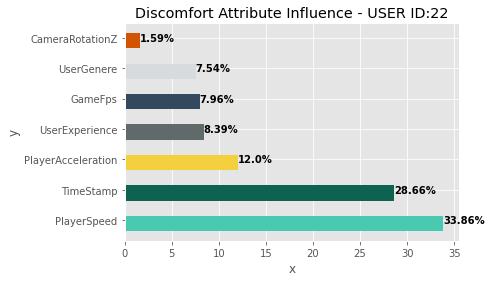 Discomfort Attribute Influence - USER ID:22
CameraRotationZ 1.59%
UserGenere 7.54%
GameFps 7.96%
UserExperience 8.39%
PlayerAcceleration 12.0%
TimeStamp 28.66%
PlayerSpeed 33.86%
y
0 5 10 15 20 25 30 35
x